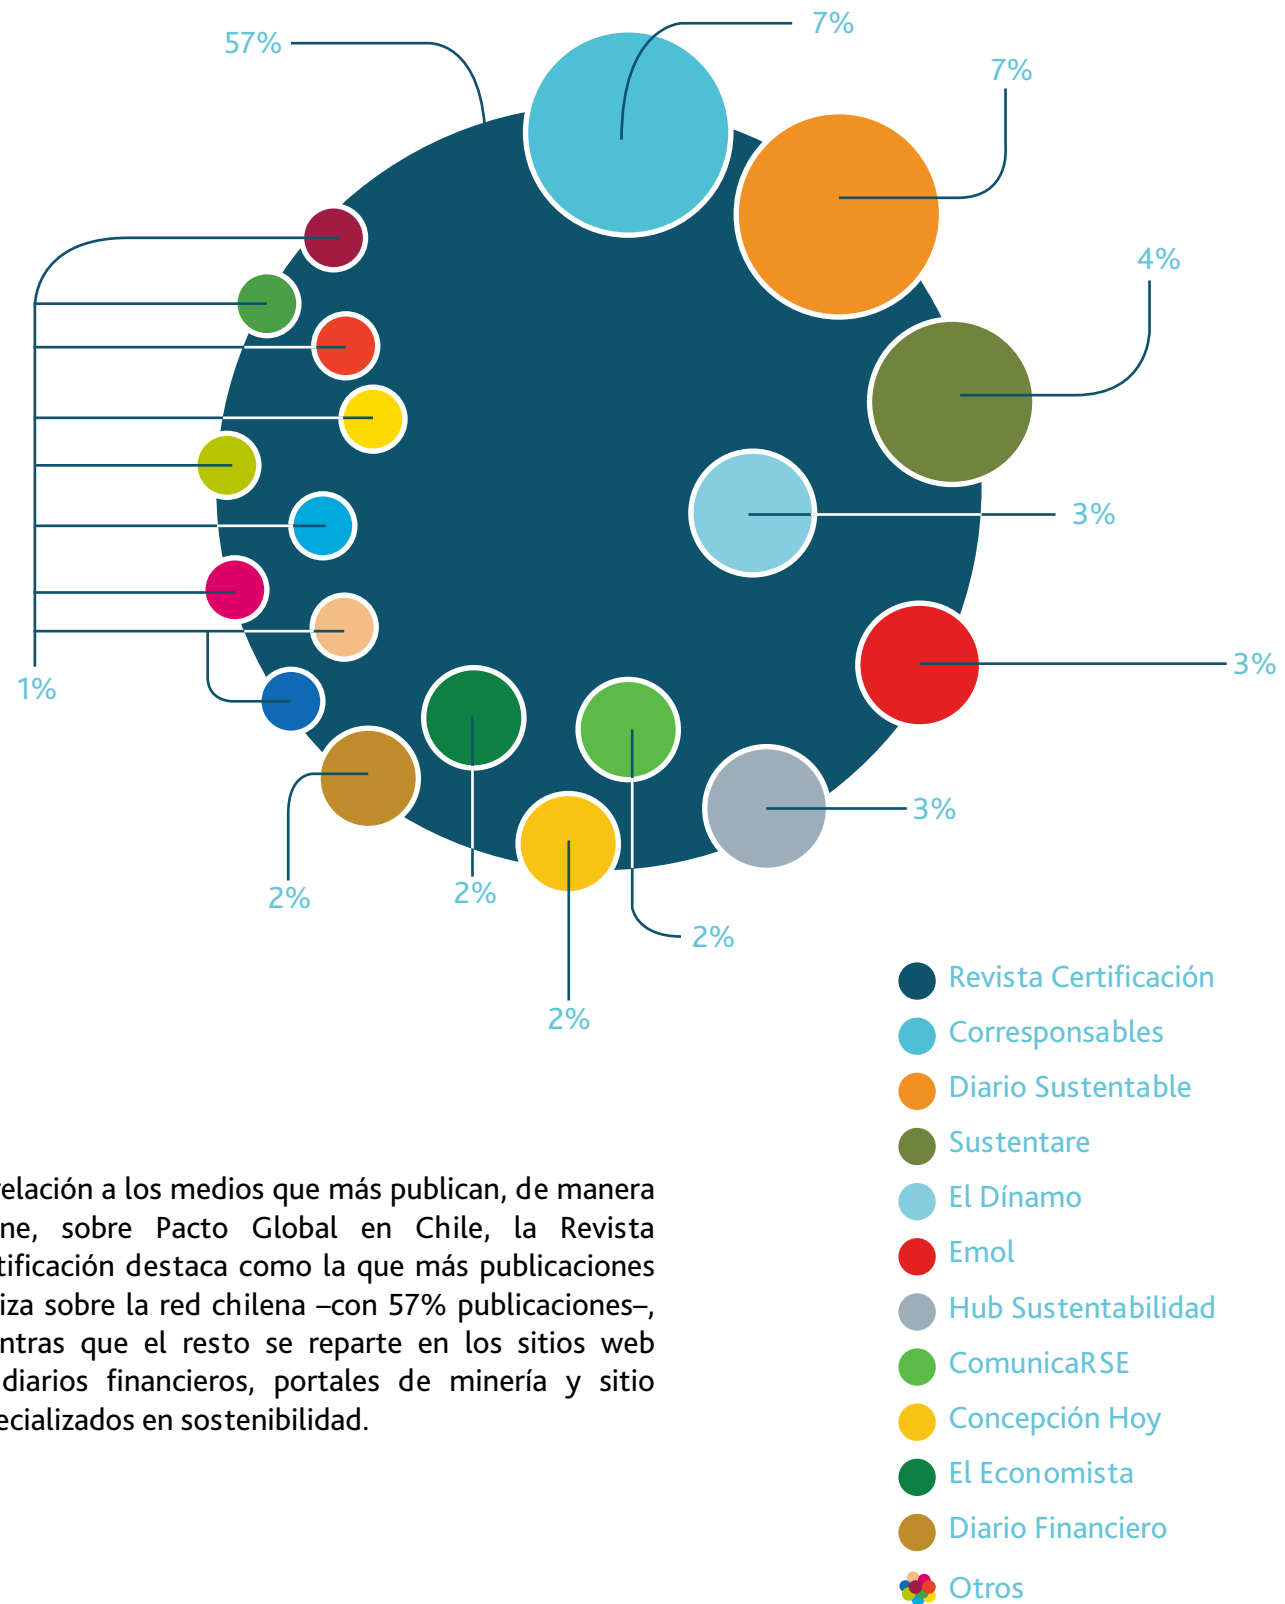 57%
7%
7%
4%
3%
3%
3%
1%
2%
2%
2%
2%
Revista Certificación
Corresponsables
Diario Sustentable
Sustentare
El Dínamo
Emol
Hub Sustentabilidad
ComunicaRSE
Concepción Hoy
El Economista
Diario Financiero
Otros
relación a los medios que más publican, de manera
ne, sobre Pacto Global en Chile, la Revista
tificación destaca como la que más publicaciones
iza sobre la red chilena –con 57% publicaciones–,
ntras que el resto se reparte en los sitios web
diarios financieros, portales de minería y sitio
ecializados en sostenibilidad.